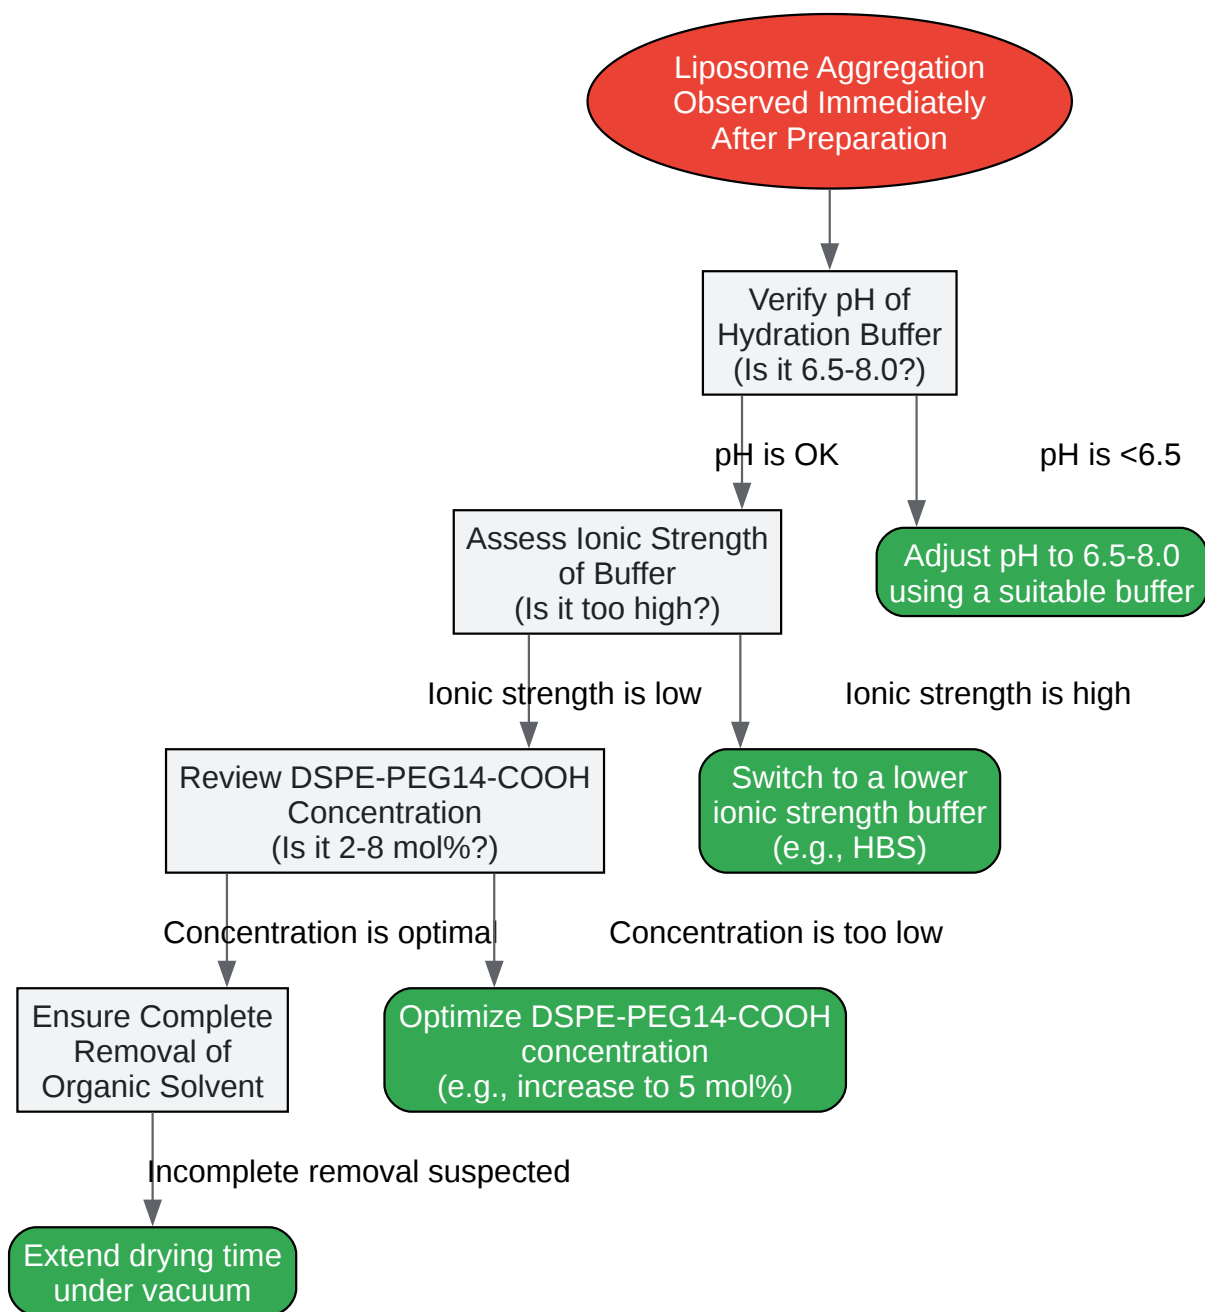 Liposome Aggregation
Observed Immediately
After Preparation
Verify pH of
Hydration Buffer
(Is it 6.5-8.0?)
pH is OK
pH is <6.5
Assess Ionic Strength
of Buffer
(Is it too high?)
Adjust pH to 6.5-8.0
using a suitable buffer
Ionic strength is low
Ionic strength is high
Review DSPE-PEG14-COOH
Concentration
(Is it 2-8 mol%?)
Switch to a lower
ionic strength buffer
(e.g., HBS)
Concentration is optimal
Concentration is too low
Ensure Complete
Removal of
Organic Solvent
Optimize DSPE-PEG14-COOH
concentration
(e.g., increase to 5 mol%)
Incomplete removal suspected
Extend drying time
under vacuum